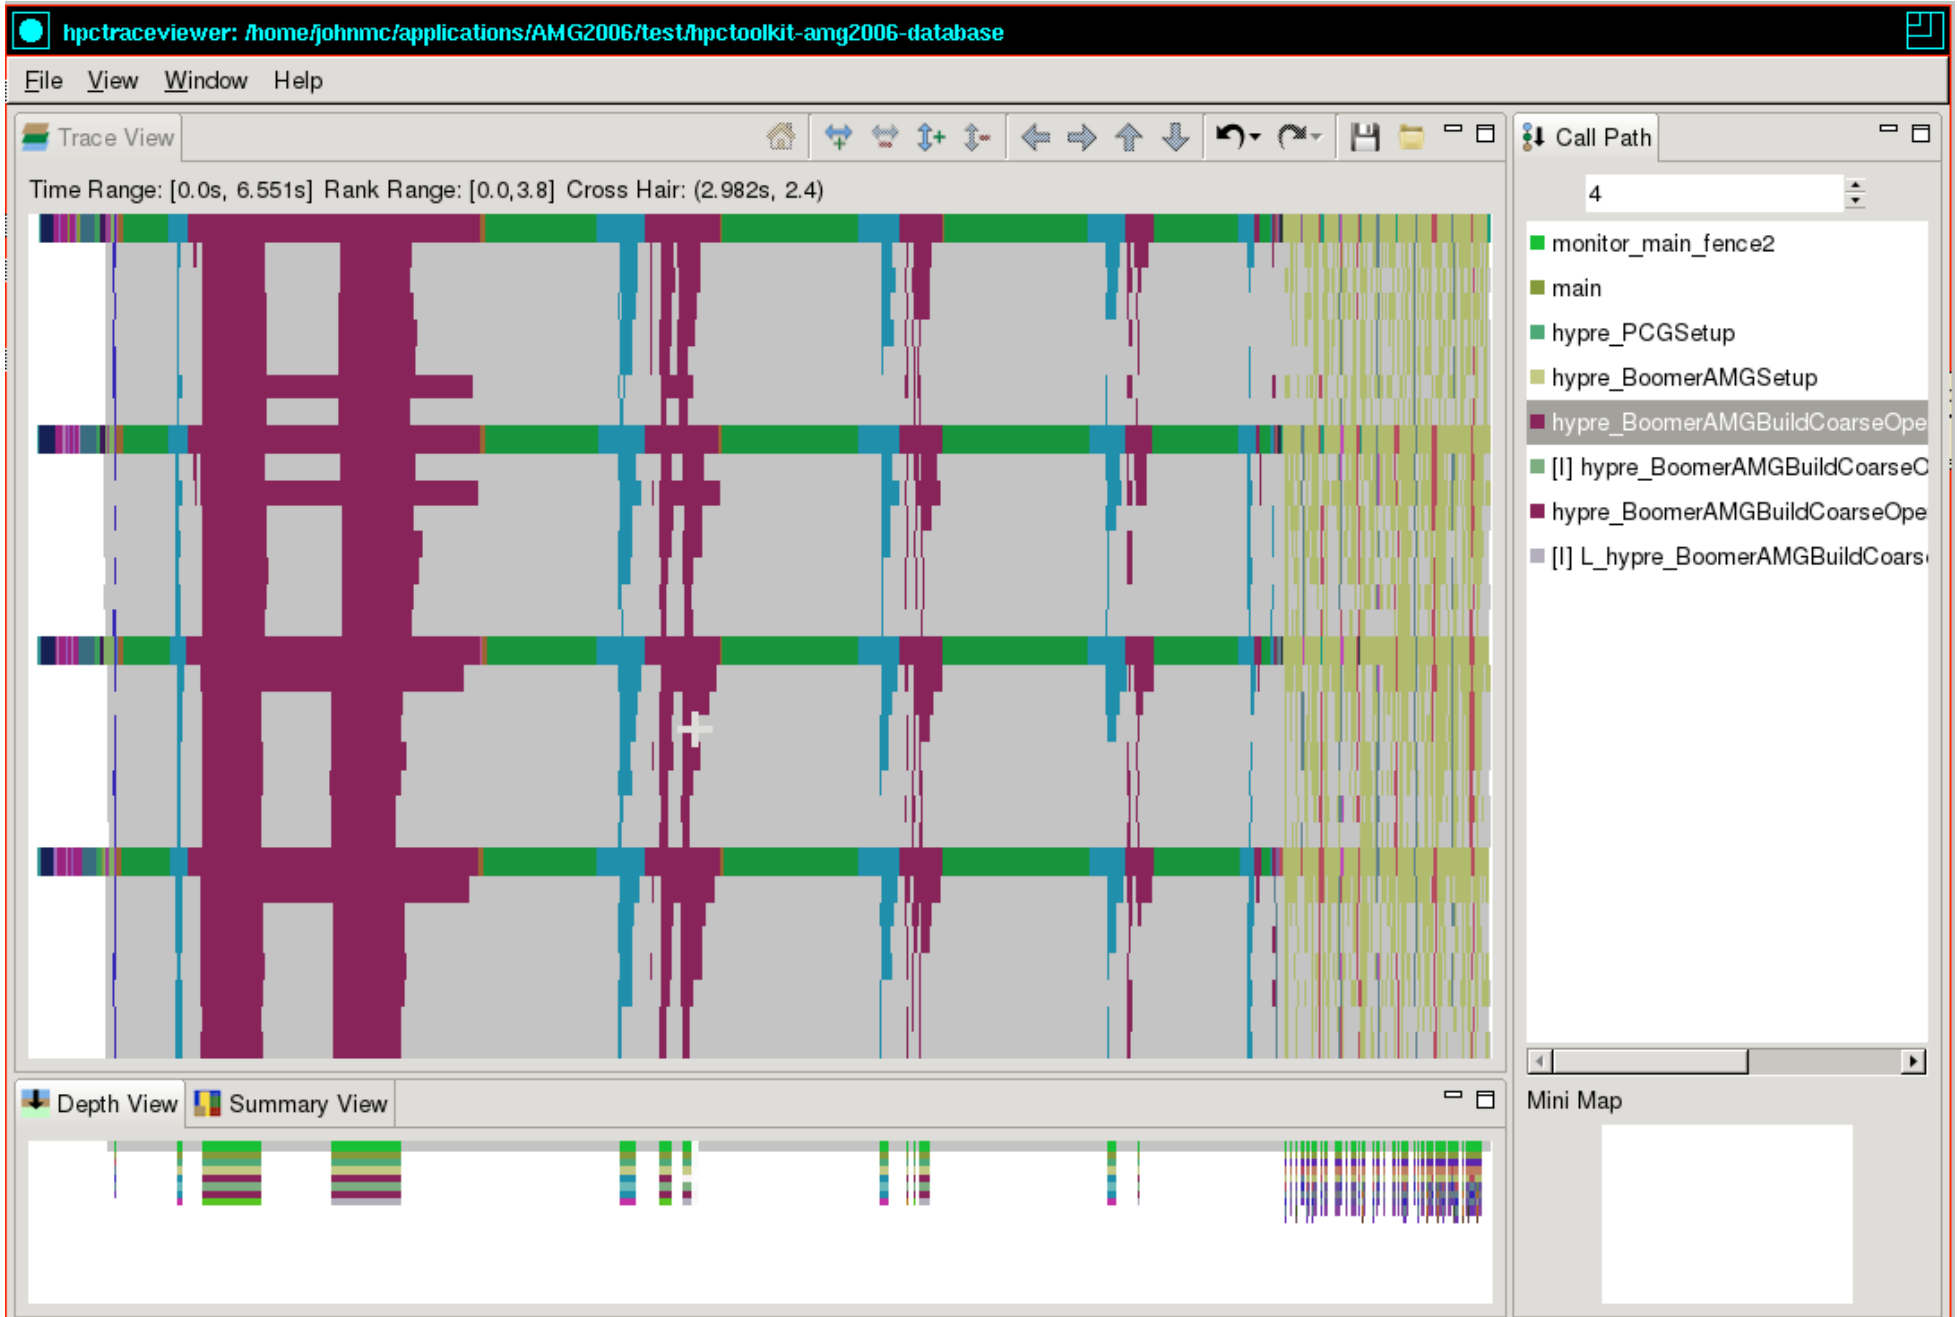 hpctraceviewer: /home/johnmc/applications/AMG2006/test/hpctoolkit-amg2006-database
File View Window Help
Trace View
Time Range: [0.0s, 6.551s] Rank Range: [0.0,3.8] Cross Hair: (2.982s, 2.4)
Call Path
4
monitor_main_fence2
main
hypre_PCGSetup
hypre_BoomerAMGSetup
hypre_BoomerAMGBuildCoarseOpe
[I] hypre_BoomerAMGBuildCoarseO
hypre_BoomerAMGBuildCoarseOpe
[I] L_hypre_BoomerAMGBuildCoars
Depth View
Summary View
Mini Map